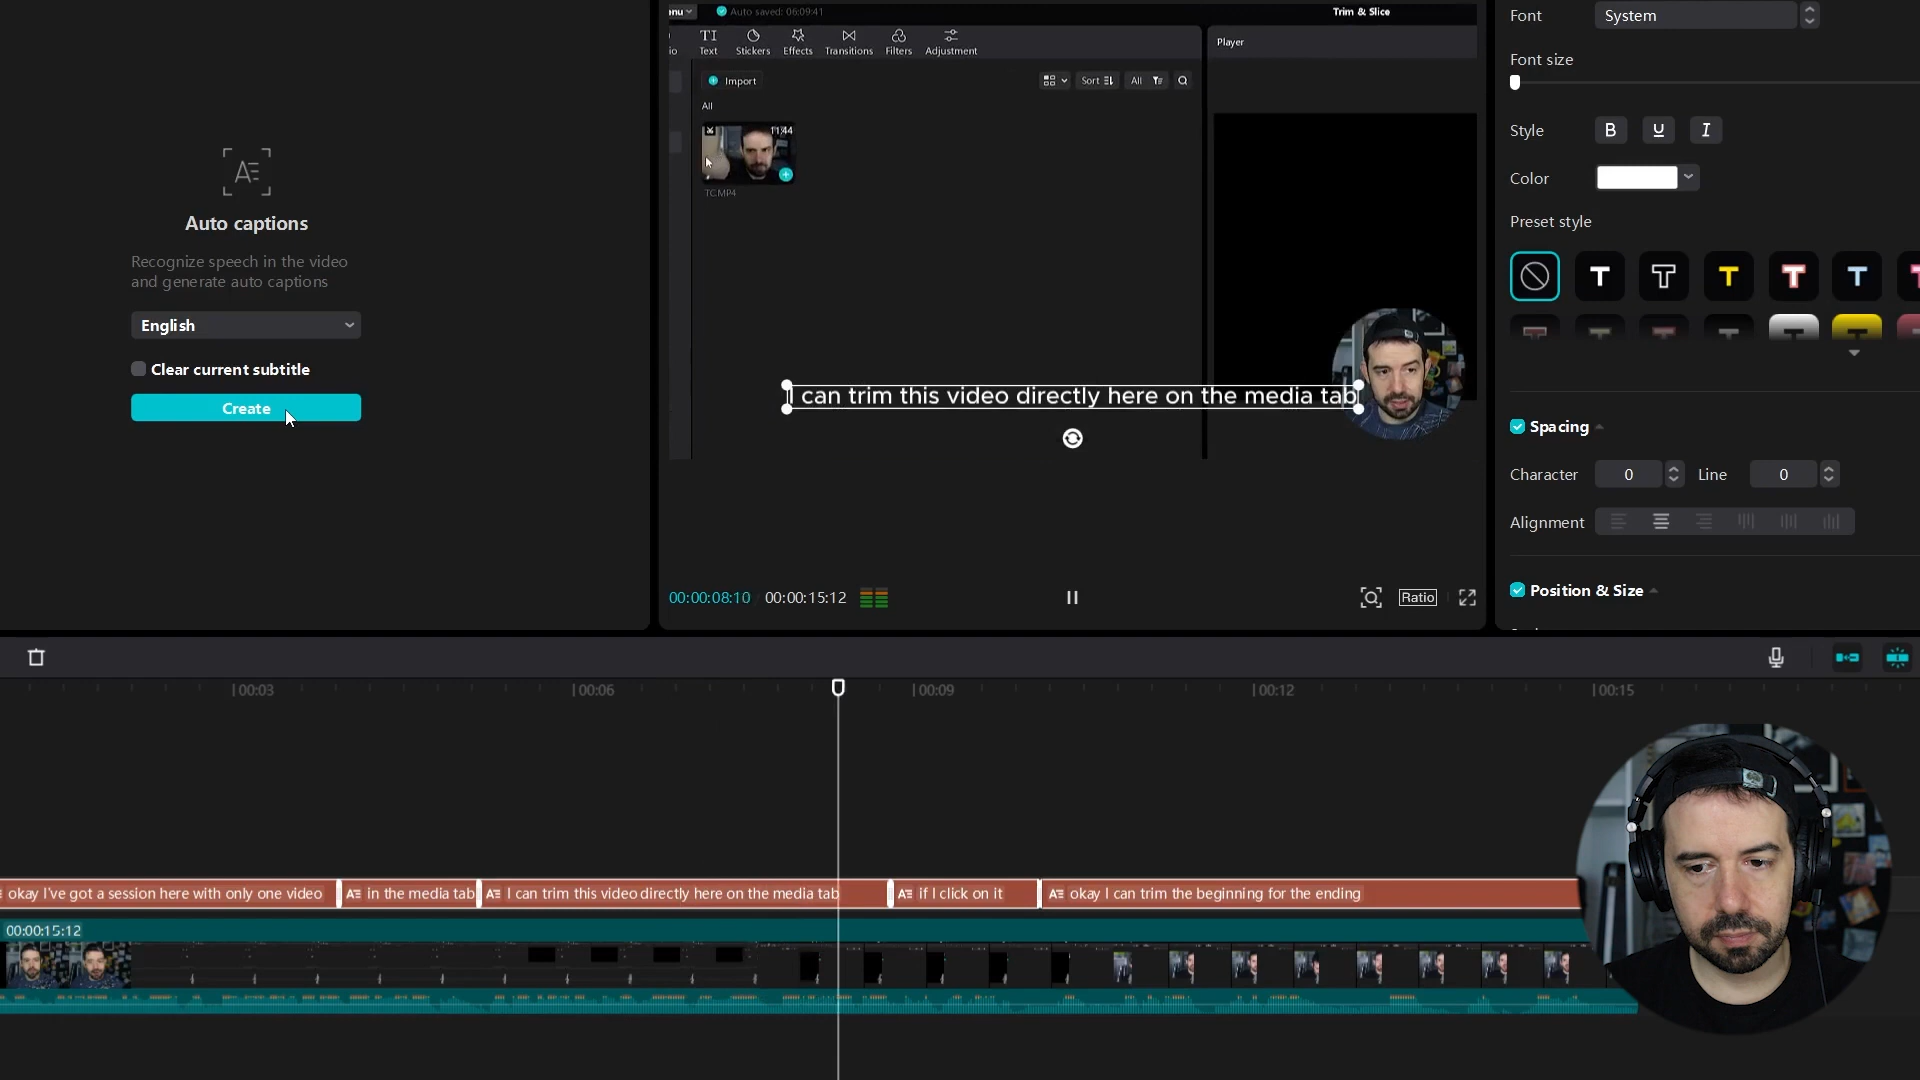 Auto captions
Recognize speech in the video
and generate auto captions
English
Clear current subtitle
Create
Auto saved: 06:09:41
Trim & Slice
Text
Stickers
Effects
Transitions
Filters
Adjustment
Player
Import
Sort
All
All
11:44
TC.MP4
I can trim this video directly here on the media tab
00:00:08:10
00:00:15:12
Ratio
Font
System
Font size
Style
B
U
I
Color
Preset style
T
T
T
T
T
Spacing
Character
0
Line
0
Alignment
Position & Size
00:03
00:06
00:09
00:12
00:15
okay I've got a session here with only one video
in the media tab
I can trim this video directly here on the media tab
if I click on it
okay I can trim the beginning for the ending
00:00:15:12